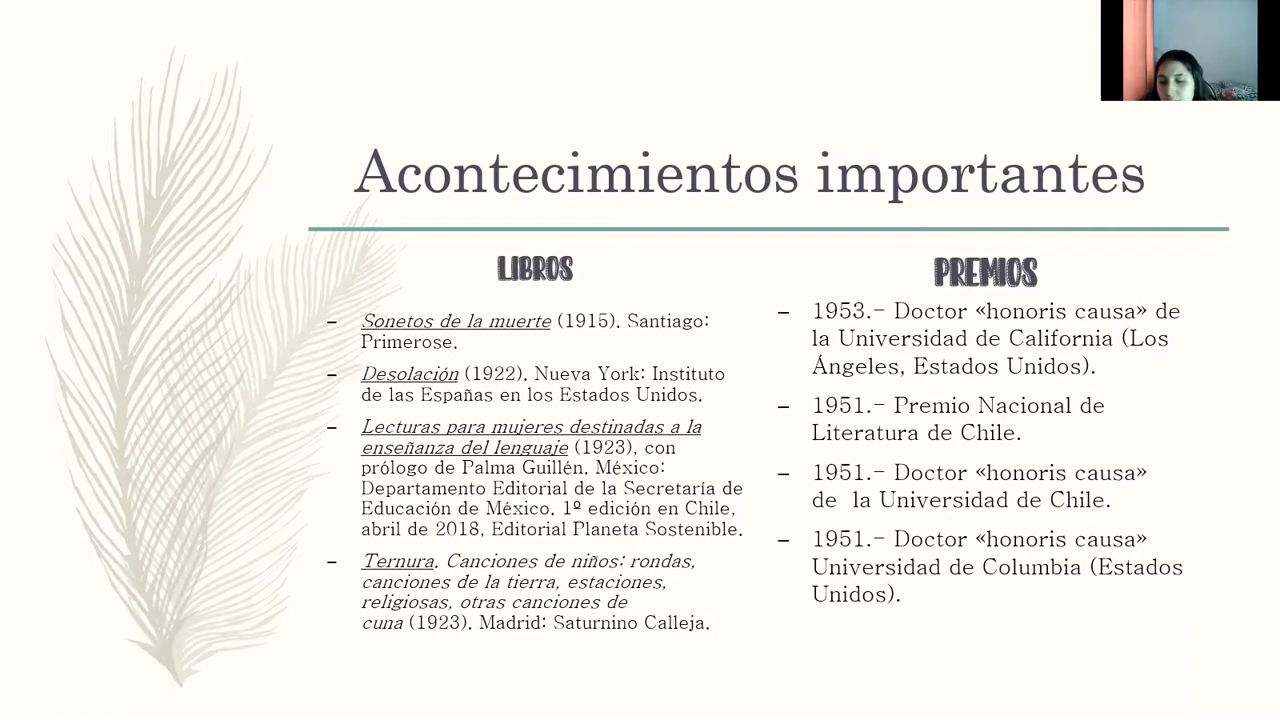 Acontecimientos importantes
LIBROS
– Sonetos de la muerte (1915). Santiago:
Primerose.
– Desolación (1922). Nueva York: Instituto
de las Españas en los Estados Unidos.
– Lecturas para mujeres destinadas a la
enseñanza del lenguaje (1923), con
prólogo de Palma Guillén. México:
Departamento Editorial de la Secretaría de
Educación de México. 1º edición en Chile,
abril de 2018, Editorial Planeta Sostenible.
– Ternura. Canciones de niños: rondas,
canciones de la tierra, estaciones,
religiosas, otras canciones de
cuna (1923). Madrid: Saturnino Calleja.
PREMIOS
– 1953.- Doctor «honoris causa» de
la Universidad de California (Los
Ángeles, Estados Unidos).
– 1951.- Premio Nacional de
Literatura de Chile.
– 1951.- Doctor «honoris causa»
de la Universidad de Chile.
– 1951.- Doctor «honoris causa»
Universidad de Columbia (Estados
Unidos).